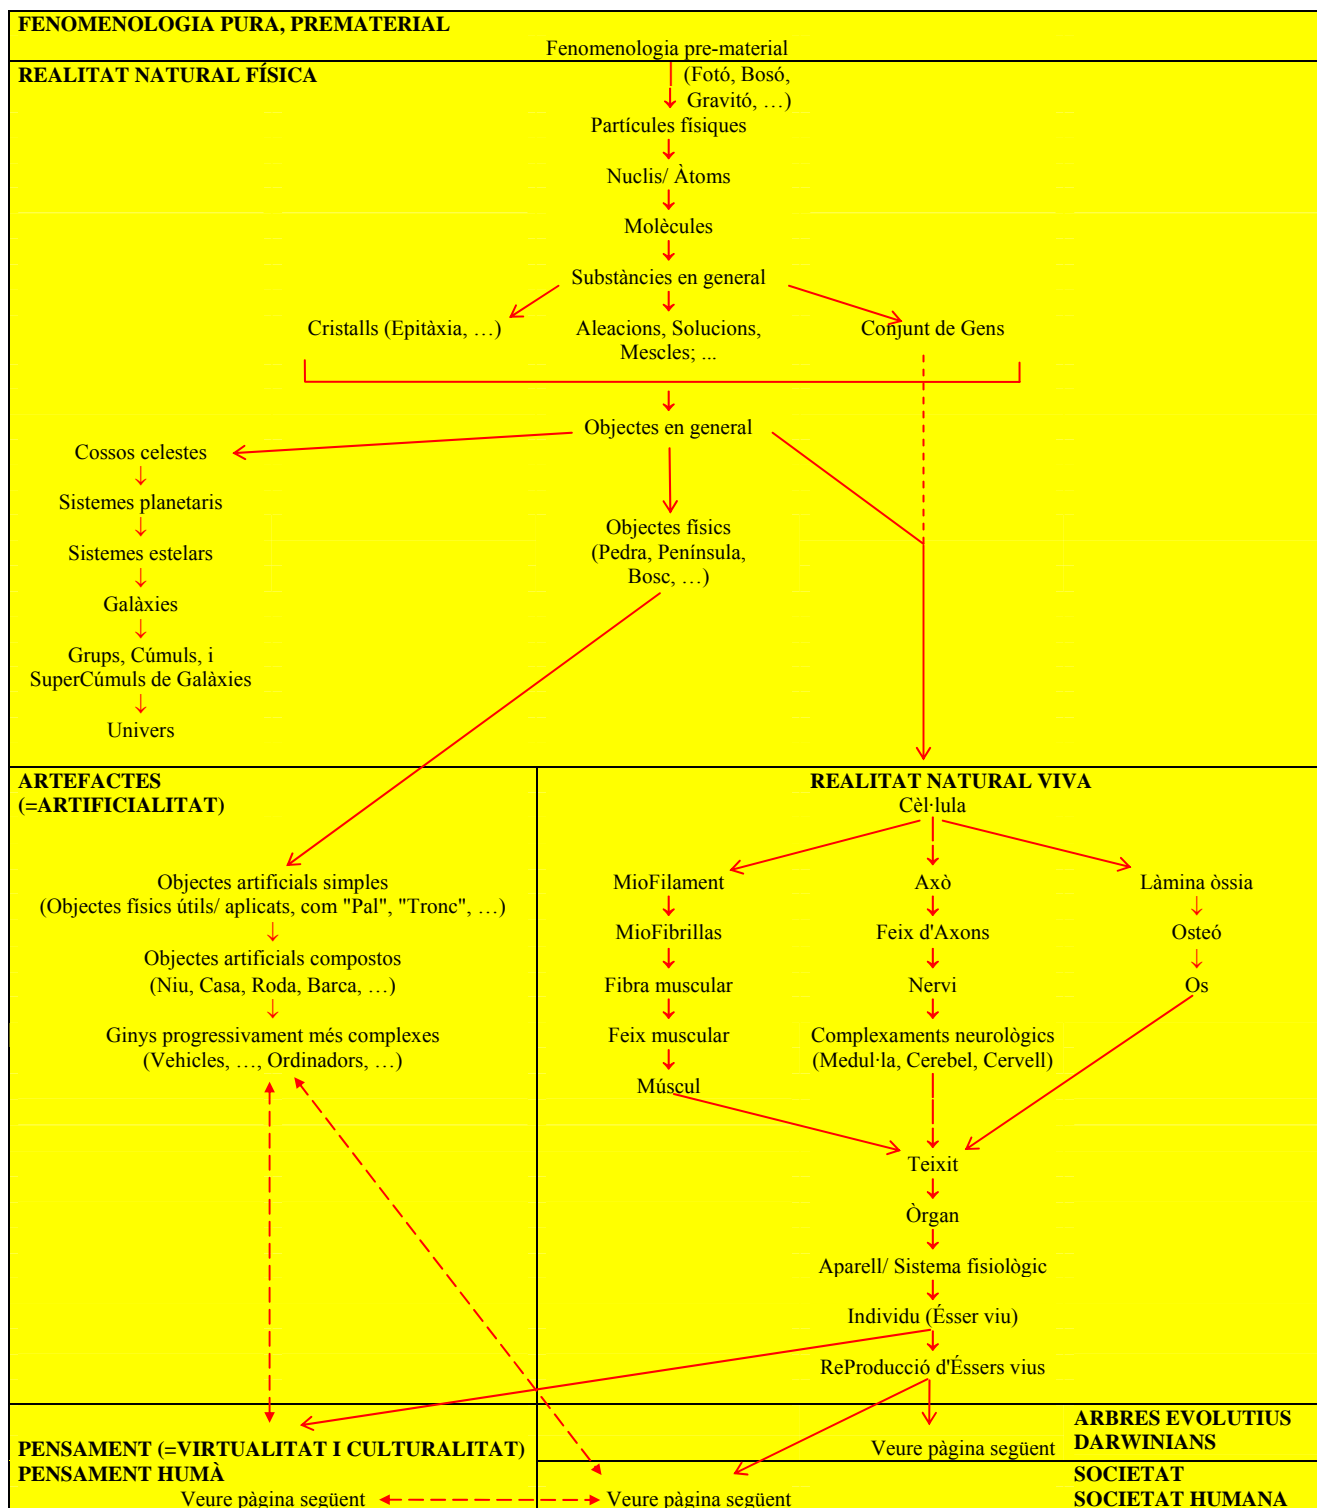 FENOMENOLOGIA PURA, PREMATERIAL
Fenomenologia pre-material
REALITAT NATURAL FÍSICA
(Fotó, Bosó,
Gravitó, …)
Partícules físiques
Nuclis/ Àtoms
Molècules
Substàncies en general
Cristalls (Epitàxia, …)
Aleacions, Solucions,
Mescles; ...
Conjunt de Gens
Objectes en general
Cossos celestes
Sistemes planetaris
Sistemes estelars
Galàxies
Grups, Cúmuls, i
SuperCúmuls de Galàxies
Univers
Objectes físics
(Pedra, Península,
Bosc, …)
ARTEFACTES
(=ARTIFICIALITAT)
Objectes artificials simples
(Objectes físics útils/ aplicats, com "Pal", "Tronc", …)
Objectes artificials compostos
(Niu, Casa, Roda, Barca, …)
Ginys progressivament més complexes
(Vehicles, …, Ordinadors, …)
REALITAT NATURAL VIVA
Cèl·lula
MioFilament
MioFibrillas
Fibra muscular
Feix muscular
Múscul
Axò
Feix d'Axons
Nervi
Complexaments neurològics
(Medul·la, Cerebel, Cervell)
Làmina òssia
Osteó
Os
Teixit
Òrgan
Aparell/ Sistema fisiològic
Individu (Ésser viu)
ReProducció d'Éssers vius
PENSAMENT (=VIRTUALITAT I CULTURALITAT)
PENSAMENT HUMÀ
Veure pàgina següent
ARBRES EVOLUTIUS
DARWINIANS
Veure pàgina següent
SOCIETAT
SOCIETAT HUMANA
Veure pàgina següent